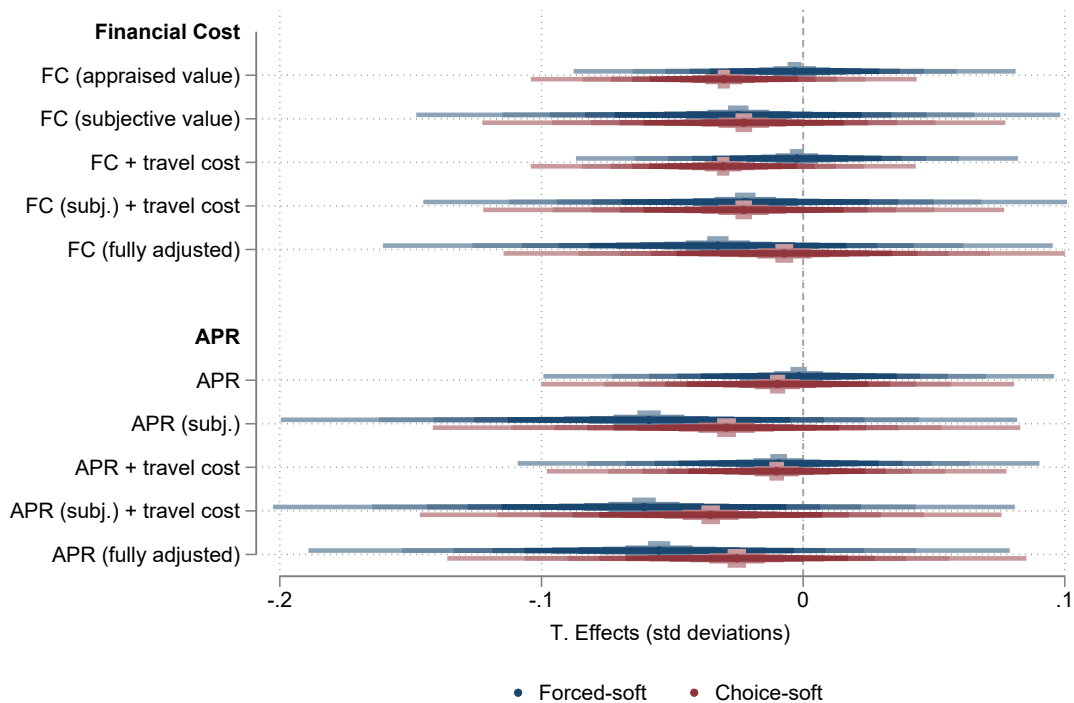 Financial Cost
FC (appraised value)
FC (subjective value)
FC + travel cost
FC (subj.) + travel cost
FC (fully adjusted)
APR
APR
APR (subj.)
APR + travel cost
APR (subj.) + travel cost
APR (fully adjusted)
-.2 -.1 0 .1
T. Effects (std deviations)
Forced-soft Choice-soft